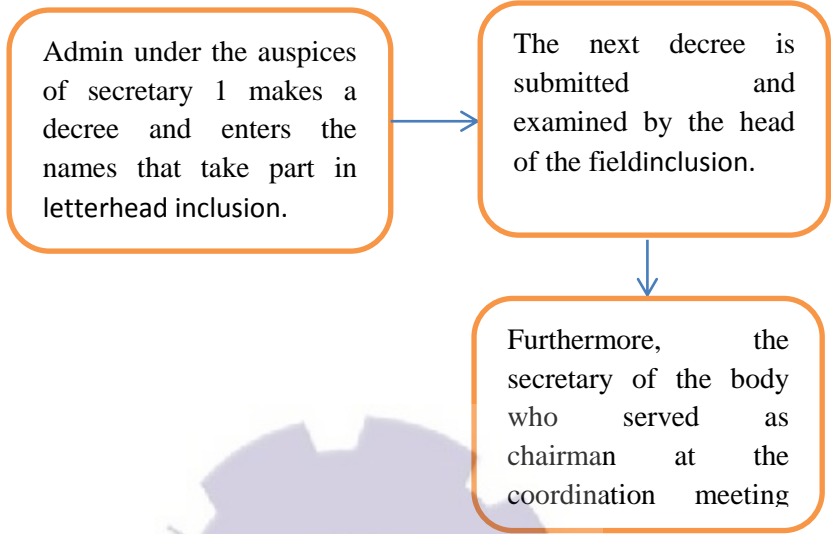 Admin under the auspices
of secretary 1 makes a
decree and enters the
names that take part in
letterhead inclusion.
The next decree is
submitted and
examined by the head
of the fieldinclusion.
Furthermore, the
secretary of the body
who served as
chairman at the
coordination meeting